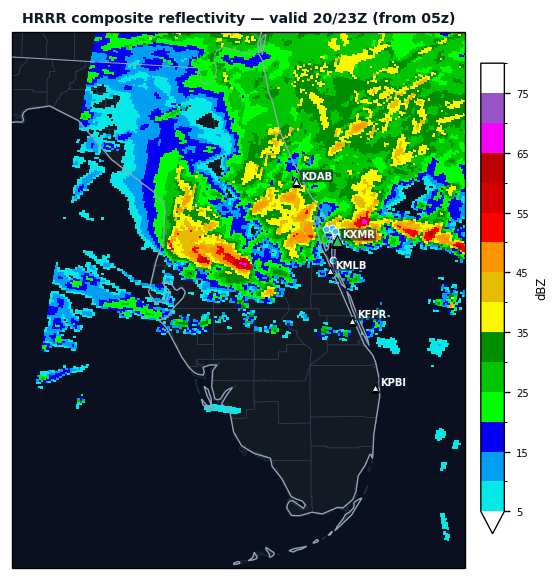 HRRR composite reflectivity — valid 20/23Z (from 05z)
KDAB
KXMR
KMLB
KFPR
KPBI
75
65
55
45
35
25
15
5
dBZ